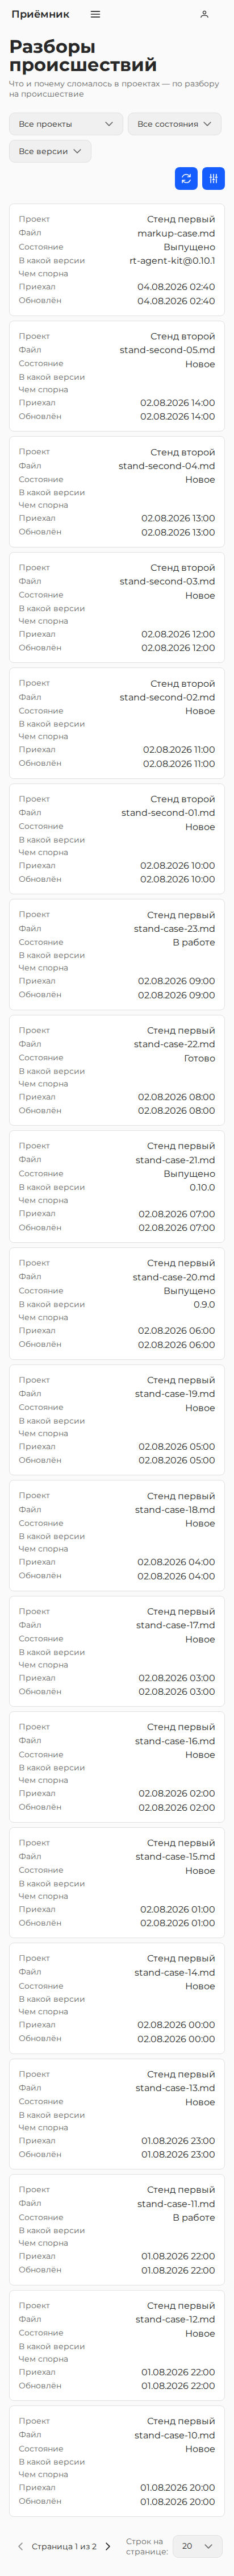 Приёмник
Разборы
происшествий
Что и почему сломалось в проектах — по разбору
на происшествие
Все проекты
Все состояния
Все версии
Проект Стенд первый
Файл markup-case.md
Состояние Выпущено
В какой версии rt-agent-kit@0.10.1
Чем спорна
Приехал 04.08.2026 02:40
Обновлён 04.08.2026 02:40
Проект Стенд второй
Файл stand-second-05.md
Состояние Новое
В какой версии
Чем спорна
Приехал 02.08.2026 14:00
Обновлён 02.08.2026 14:00
Проект Стенд второй
Файл stand-second-04.md
Состояние Новое
В какой версии
Чем спорна
Приехал 02.08.2026 13:00
Обновлён 02.08.2026 13:00
Проект Стенд второй
Файл stand-second-03.md
Состояние Новое
В какой версии
Чем спорна
Приехал 02.08.2026 12:00
Обновлён 02.08.2026 12:00
Проект Стенд второй
Файл stand-second-02.md
Состояние Новое
В какой версии
Чем спорна
Приехал 02.08.2026 11:00
Обновлён 02.08.2026 11:00
Проект Стенд второй
Файл stand-second-01.md
Состояние Новое
В какой версии
Чем спорна
Приехал 02.08.2026 10:00
Обновлён 02.08.2026 10:00
Проект Стенд первый
Файл stand-case-23.md
Состояние В работе
В какой версии
Чем спорна
Приехал 02.08.2026 09:00
Обновлён 02.08.2026 09:00
Проект Стенд первый
Файл stand-case-22.md
Состояние Готово
В какой версии
Чем спорна
Приехал 02.08.2026 08:00
Обновлён 02.08.2026 08:00
Проект Стенд первый
Файл stand-case-21.md
Состояние Выпущено
В какой версии 0.10.0
Чем спорна
Приехал 02.08.2026 07:00
Обновлён 02.08.2026 07:00
Проект Стенд первый
Файл stand-case-20.md
Состояние Выпущено
В какой версии 0.9.0
Чем спорна
Приехал 02.08.2026 06:00
Обновлён 02.08.2026 06:00
Проект Стенд первый
Файл stand-case-19.md
Состояние Новое
В какой версии
Чем спорна
Приехал 02.08.2026 05:00
Обновлён 02.08.2026 05:00
Проект Стенд первый
Файл stand-case-18.md
Состояние Новое
В какой версии
Чем спорна
Приехал 02.08.2026 04:00
Обновлён 02.08.2026 04:00
Проект Стенд первый
Файл stand-case-17.md
Состояние Новое
В какой версии
Чем спорна
Приехал 02.08.2026 03:00
Обновлён 02.08.2026 03:00
Проект Стенд первый
Файл stand-case-16.md
Состояние Новое
В какой версии
Чем спорна
Приехал 02.08.2026 02:00
Обновлён 02.08.2026 02:00
Проект Стенд первый
Файл stand-case-15.md
Состояние Новое
В какой версии
Чем спорна
Приехал 02.08.2026 01:00
Обновлён 02.08.2026 01:00
Проект Стенд первый
Файл stand-case-14.md
Состояние Новое
В какой версии
Чем спорна
Приехал 02.08.2026 00:00
Обновлён 02.08.2026 00:00
Проект Стенд первый
Файл stand-case-13.md
Состояние Новое
В какой версии
Чем спорна
Приехал 01.08.2026 23:00
Обновлён 01.08.2026 23:00
Проект Стенд первый
Файл stand-case-11.md
Состояние В работе
В какой версии
Чем спорна
Приехал 01.08.2026 22:00
Обновлён 01.08.2026 22:00
Проект Стенд первый
Файл stand-case-12.md
Состояние Новое
В какой версии
Чем спорна
Приехал 01.08.2026 22:00
Обновлён 01.08.2026 22:00
Проект Стенд первый
Файл stand-case-10.md
Состояние Новое
В какой версии
Чем спорна
Приехал 01.08.2026 20:00
Обновлён 01.08.2026 20:00
Страница 1 из 2
Строк на
странице:
20